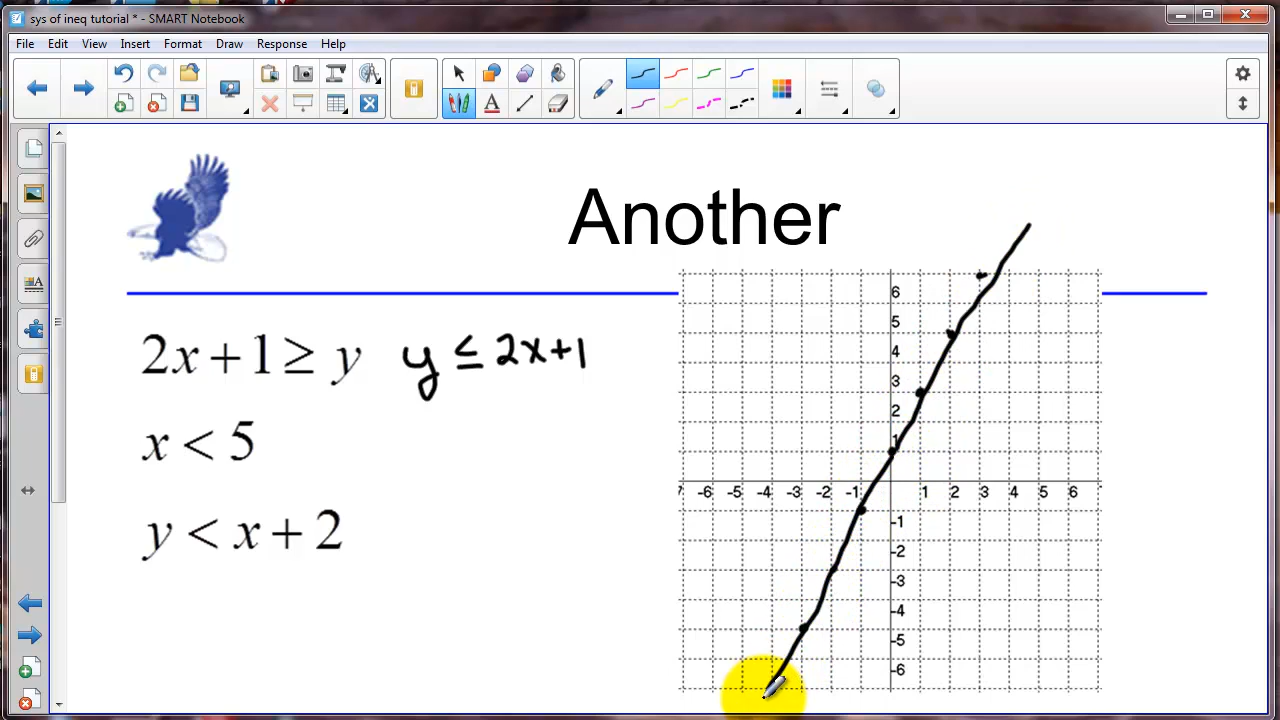 sys of ineq tutorial * - SMART Notebook
File Edit View Insert Format Draw Response Help
Another
2x + 1 ≥ y y ≤ 2x+1
x < 5
y < x + 2
6
5
4
3
2
1
7 -6 -5 -4 -3 -2 -1 1 2 3 4 5 6
-1
-2
-3
-4
-5
-6